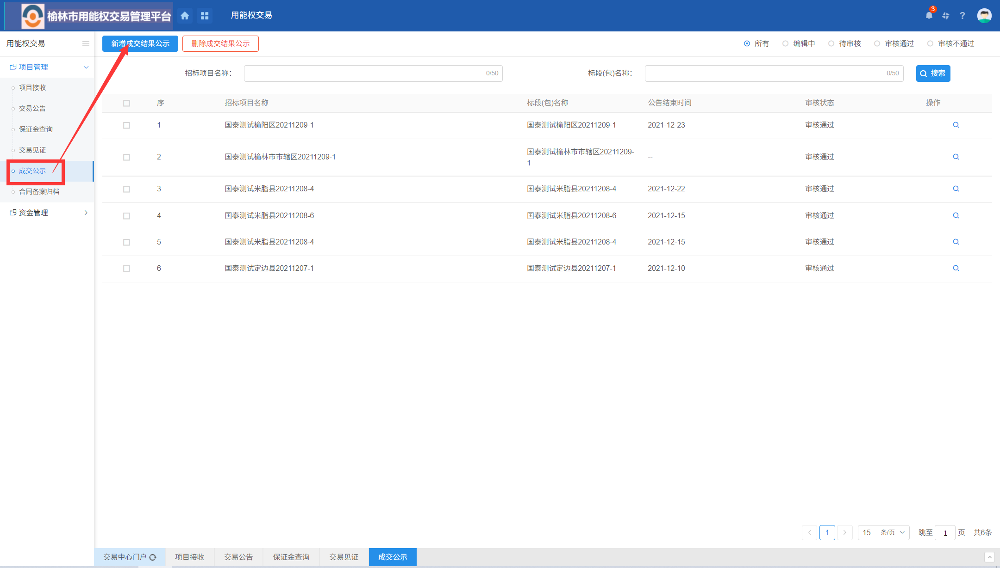 榆林市用能权交易管理平台
用能权交易
3
?
用能权交易
新增成交结果公示
删除成交结果公示
所有
编辑中
待审核
审核通过
审核不通过
项目管理
项目接收
交易公告
保证金查询
交易见证
成交公示
合同备案归档
资金管理
招标项目名称：
0/50
标段(包)名称：
0/50
搜索
序 招标项目名称 标段(包)名称 公告结束时间 审核状态 操作
1 国泰测试榆阳区20211209-1 国泰测试榆阳区20211209-1 2021-12-23 审核通过
2 国泰测试榆林市市辖区20211209-1 国泰测试榆林市市辖区20211209- -- 审核通过
1
3 国泰测试米脂县20211208-4 国泰测试米脂县20211208-4 2021-12-22 审核通过
4 国泰测试米脂县20211208-6 国泰测试米脂县20211208-6 2021-12-15 审核通过
5 国泰测试米脂县20211208-4 国泰测试米脂县20211208-4 2021-12-15 审核通过
6 国泰测试定边县20211207-1 国泰测试定边县20211207-1 2021-12-10 审核通过
1 15 条/页 跳至 1 页 共6条
交易中心门户 项目接收 交易公告 保证金查询 交易见证 成交公示